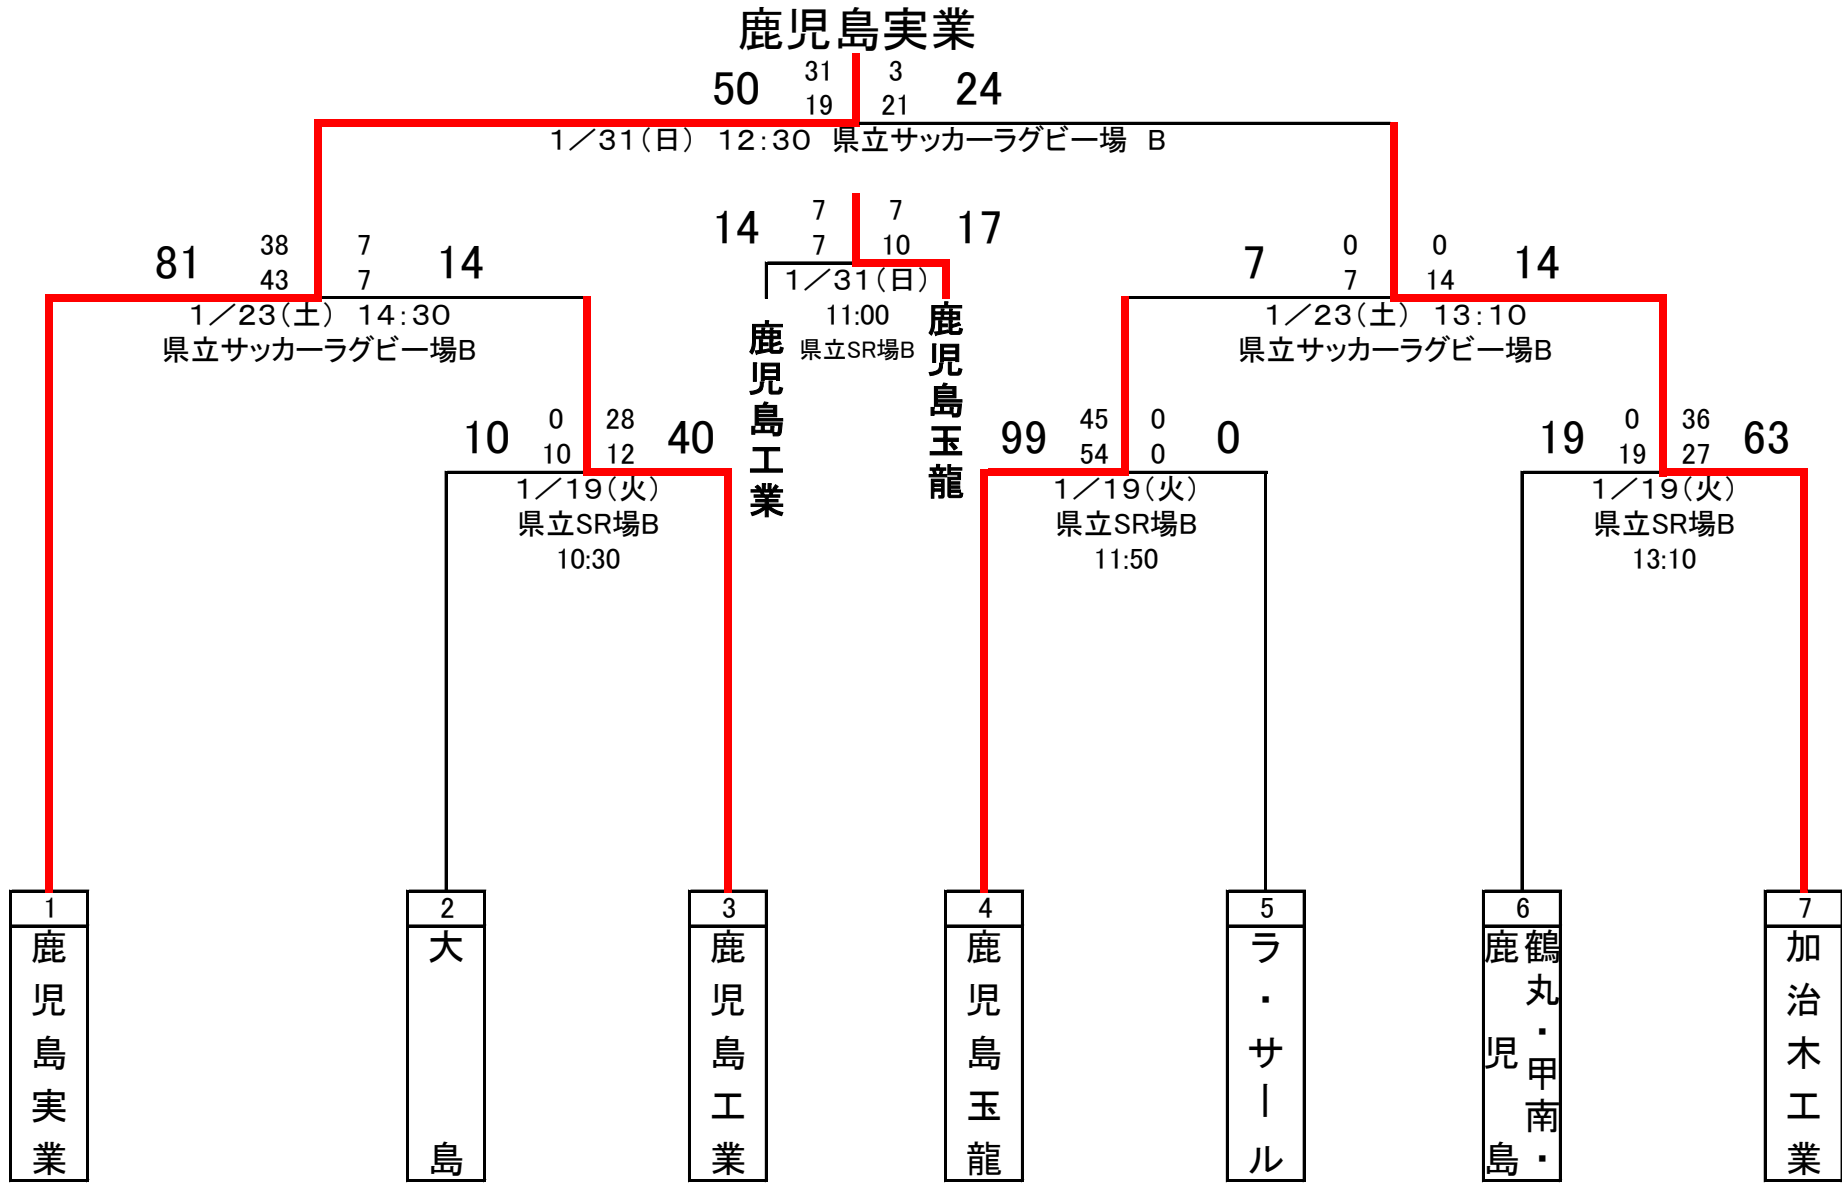 鹿児島実業
50 31 3 24
19 21
1／31（日） 12：30 県立サッカーラグビー場 B
14 7 7 17
7 10
1／31（日）
11:00
県立SR場B
鹿児島工業
鹿児島玉龍
81 38 7 14
43 7
1／23（土） 14：30
県立サッカーラグビー場B
7 0 0 14
7 14
1／23（土） 13：10
県立サッカーラグビー場B
10 0 28 40
10 12
1／19（火）
県立SR場B
10:30
99 45 0 0
54 0
1／19（火）
県立SR場B
11:50
19 0 36 63
19 27
1／19（火）
県立SR場B
13:10
1
鹿児島実業
2
大島
3
鹿児島工業
4
鹿児島玉龍
5
ラ・サール
6
鶴丸・甲南・
鹿児島
7
加治木工業